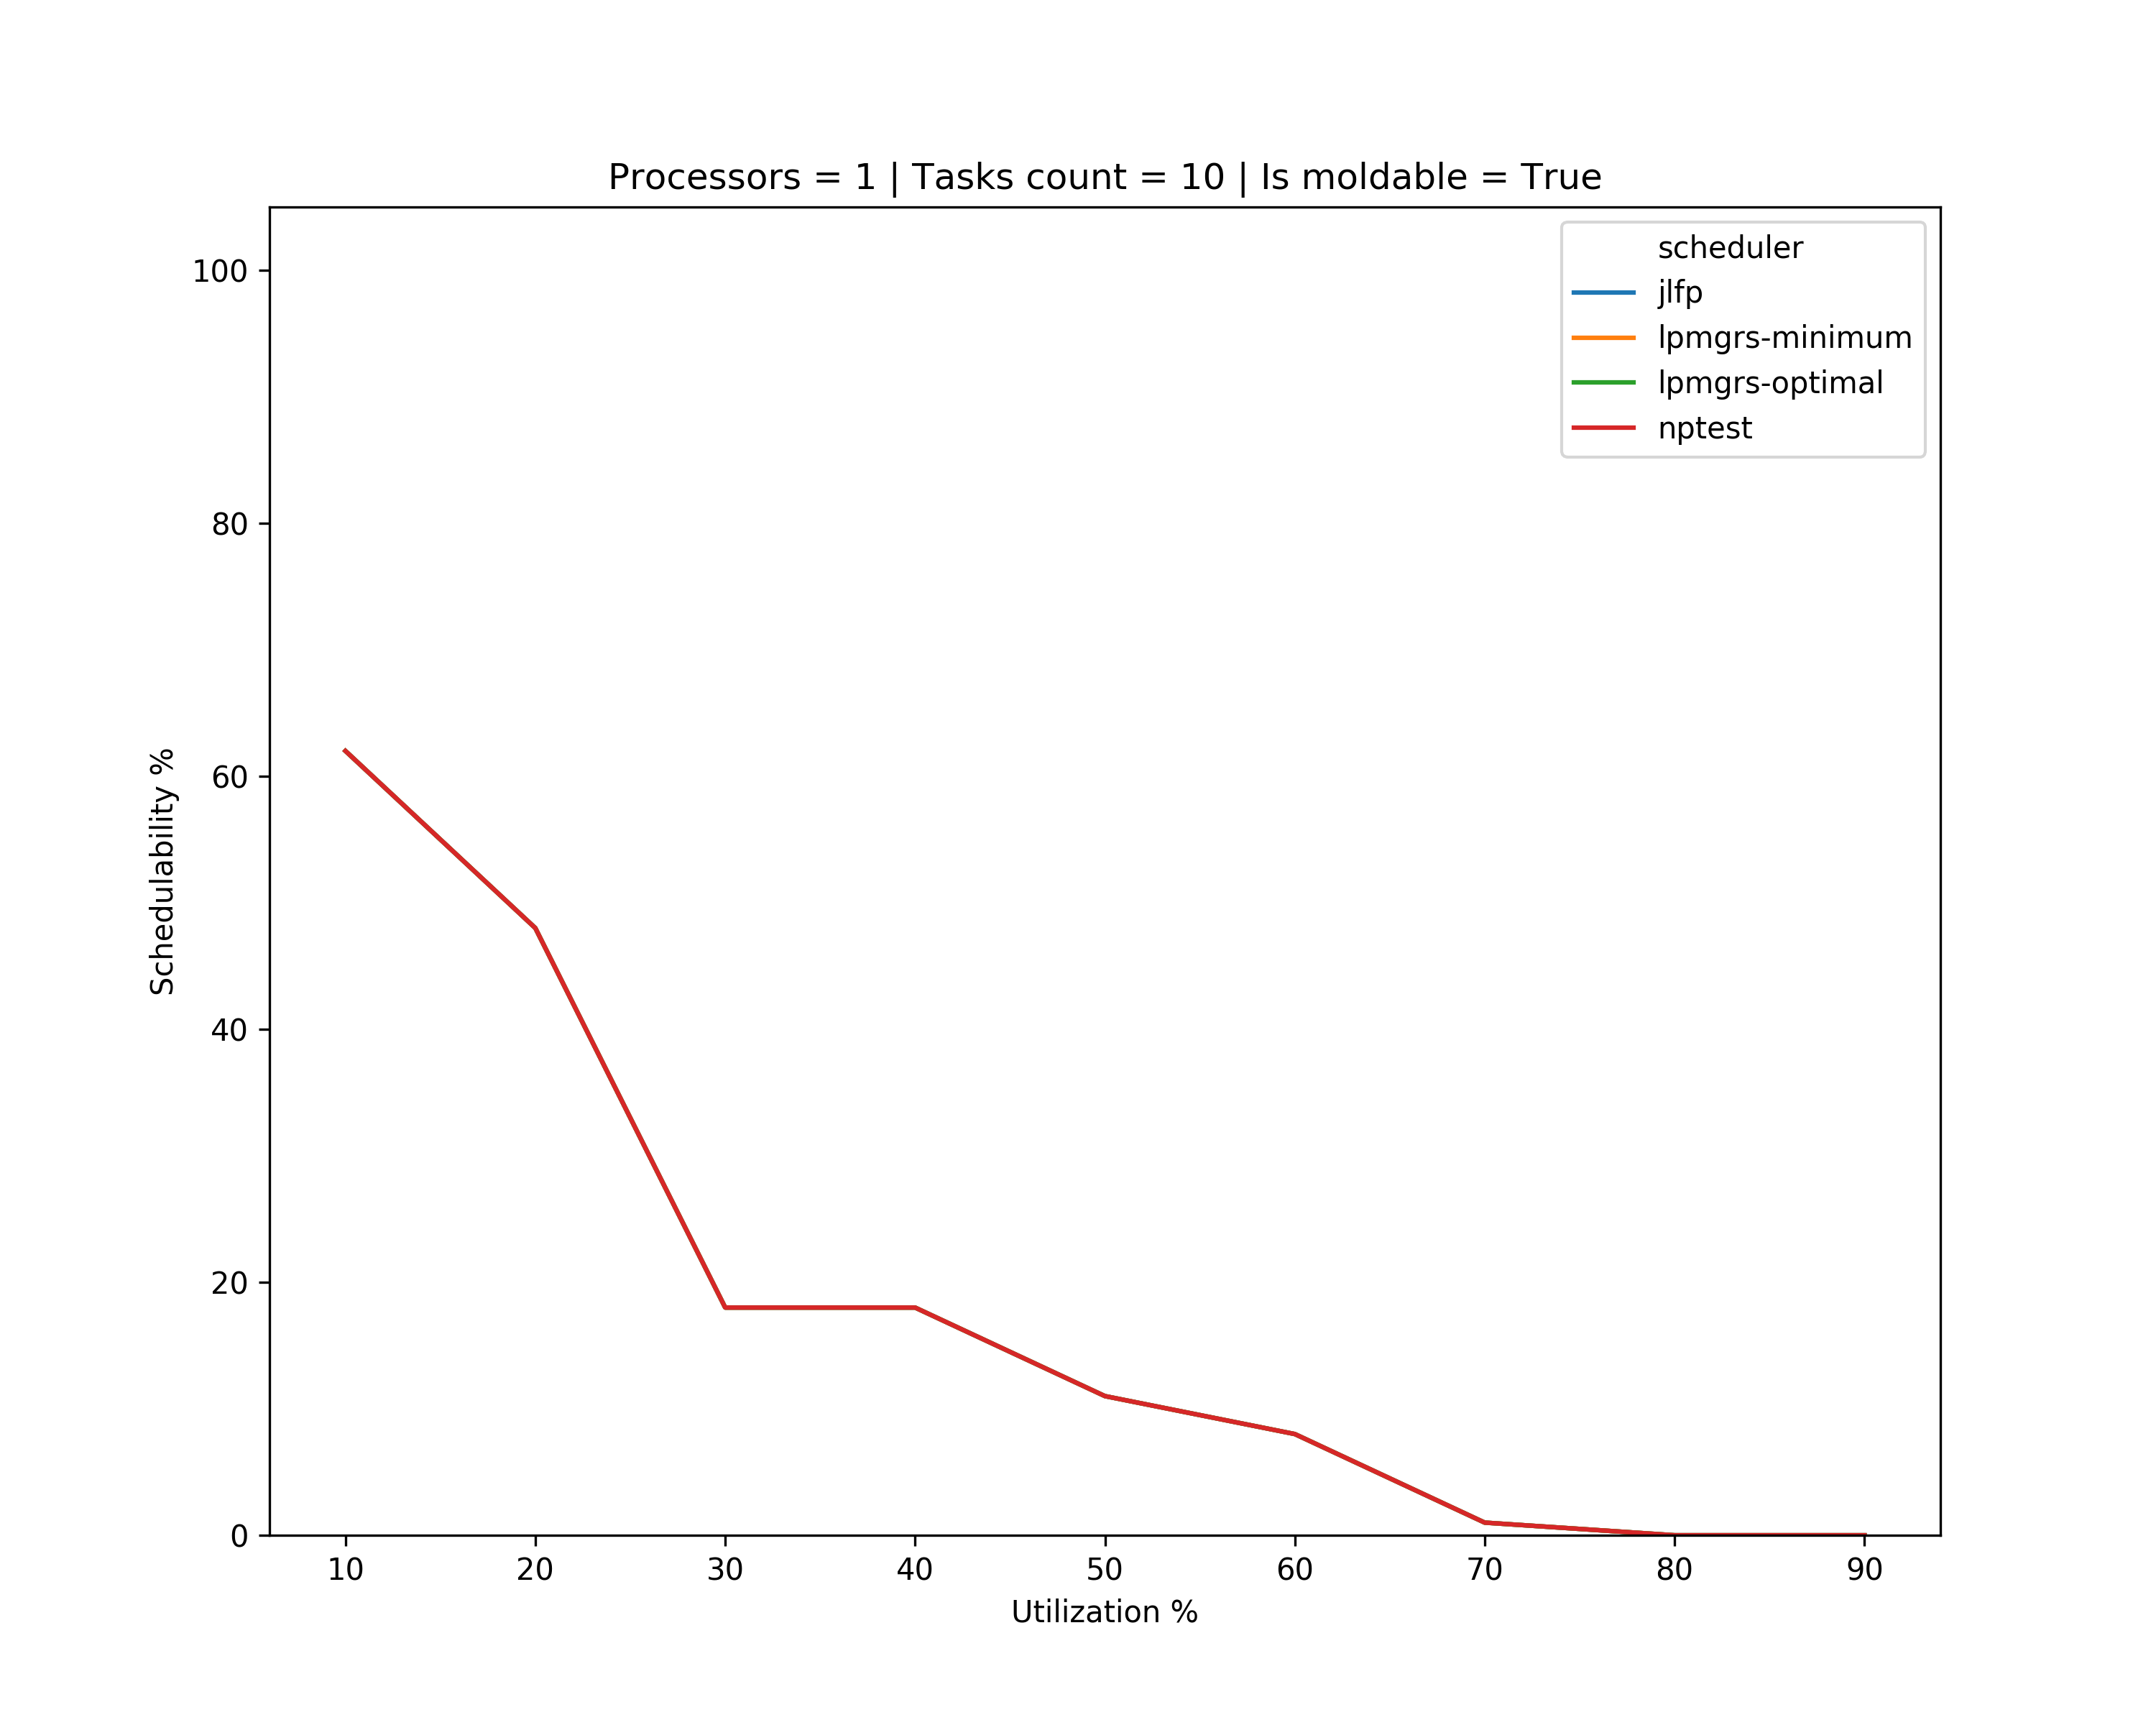 Processors = 1 | Tasks count = 10 | Is moldable = True
scheduler
jlfp
lpmgrs-minimum
lpmgrs-optimal
nptest
100
80
60
40
20
0
Schedulability %
10 20 30 40 50 60 70 80 90
Utilization %